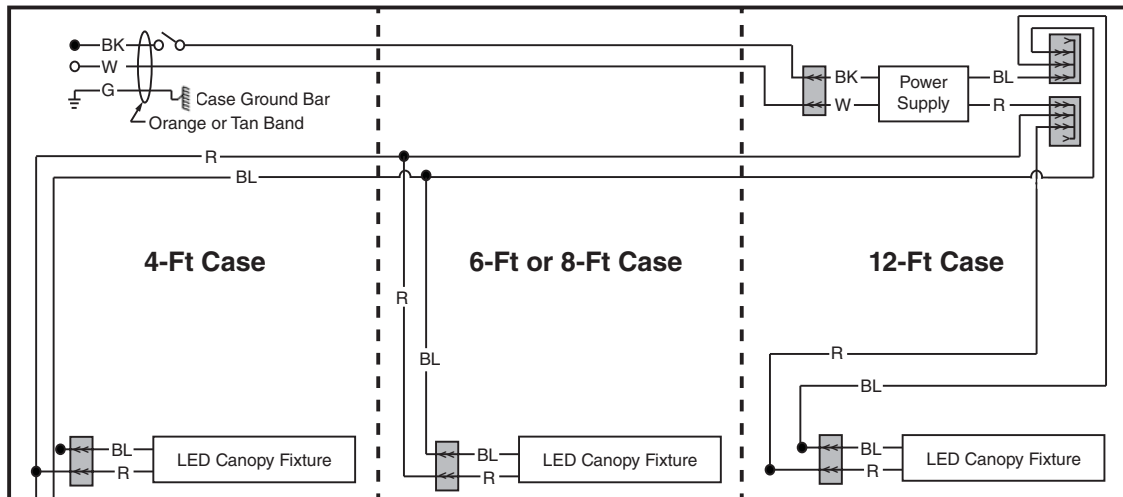 BK
W
G
Case Ground Bar
Orange or Tan Band
BK
W
Power
Supply
BL
R
R
BL
4-Ft Case
6-Ft or 8-Ft Case
12-Ft Case
R
BL
R
BL
BL
R
LED Canopy Fixture
BL
R
LED Canopy Fixture
BL
R
LED Canopy Fixture